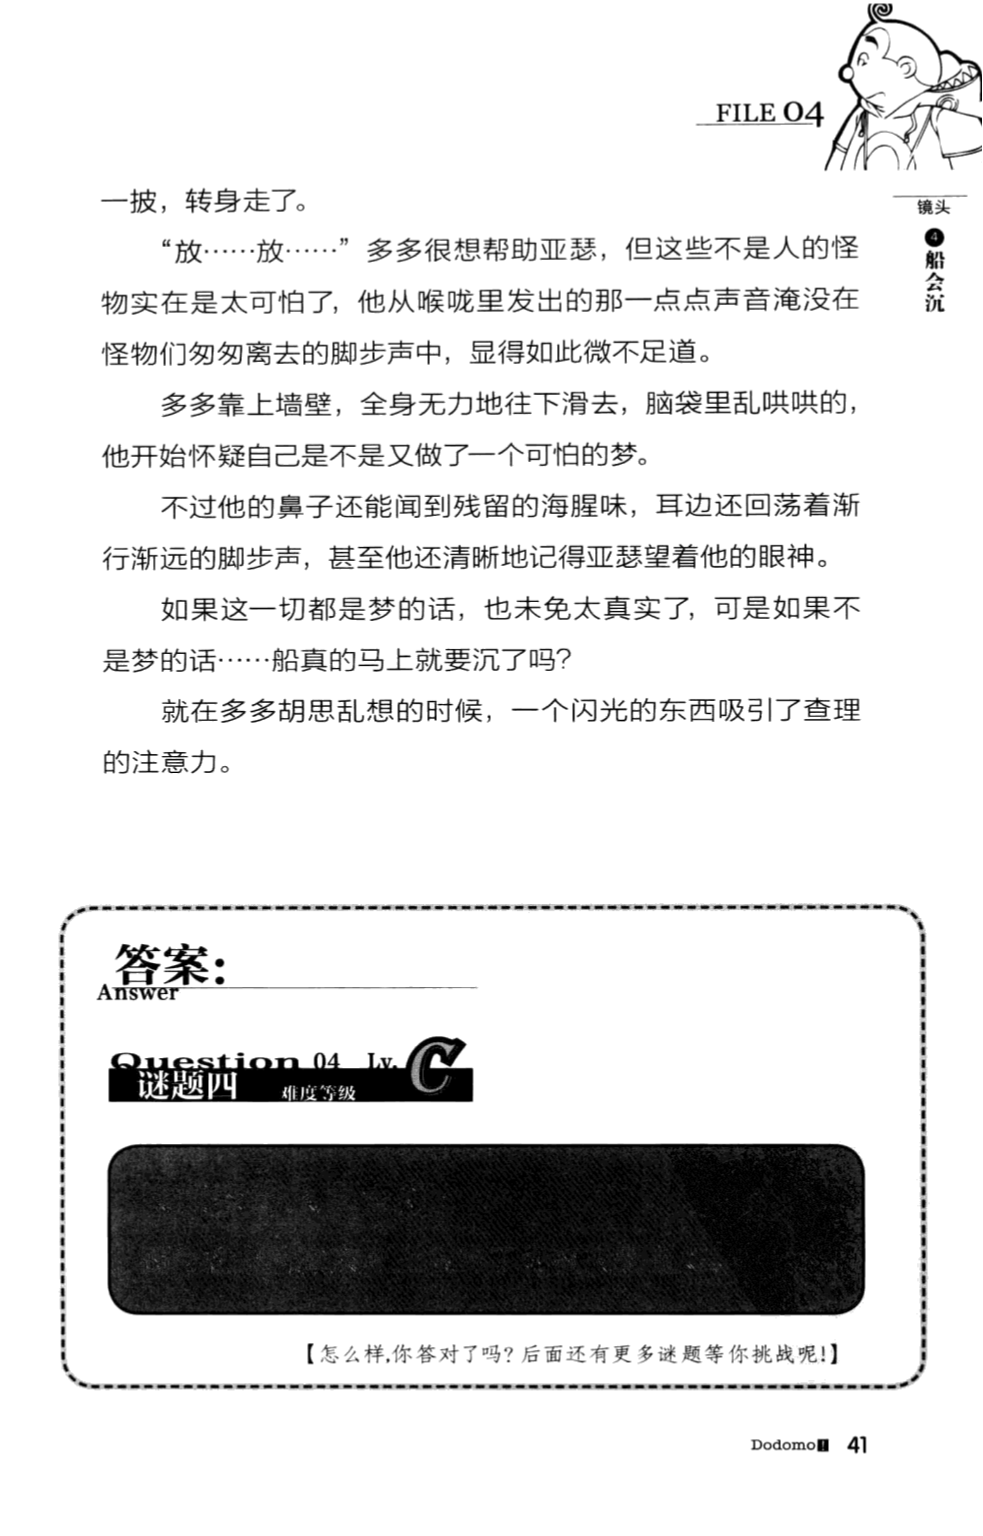 FILE 04
镜头
4
船会沉
一披，转身走了。
“放……放……”多多很想帮助亚瑟，但这些不是人的怪
物实在是太可怕了，他从喉咙里发出的那一点点声音淹没在
怪物们匆匆离去的脚步声中，显得如此微不足道。
多多靠上墙壁，全身无力地往下滑去，脑袋里乱哄哄的，
他开始怀疑自己是不是又做了一个可怕的梦。
不过他的鼻子还能闻到残留的海腥味，耳边还回荡着渐
行渐远的脚步声，甚至他还清晰地记得亚瑟望着他的眼神。
如果这一切都是梦的话，也未免太真实了，可是如果不
是梦的话……船真的马上就要沉了吗？
就在多多胡思乱想的时候，一个闪光的东西吸引了查理
的注意力。
答案：
Answer
Question 04 Lv. C
谜题四 难度等级
【怎么样,你答对了吗? 后面还有更多谜题等你挑战呢!】
Dodomo! 41